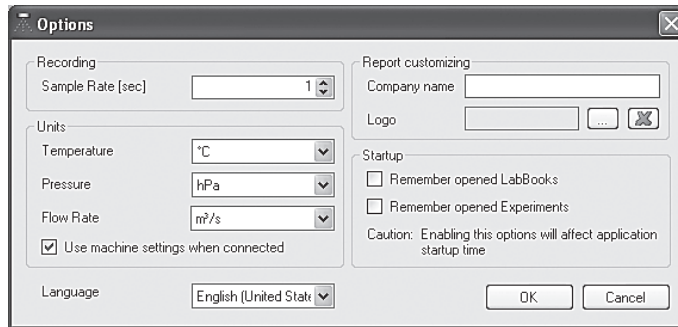 Options
Recording
Sample Rate [sec]
1
Units
Temperature
°C
Pressure
hPa
Flow Rate
m³/s
Use machine settings when connected
Language
English (United State
Report customizing
Company name
Logo
...
Startup
Remember opened LabBooks
Remember opened Experiments
Caution: Enabling this options will affect application
startup time
OK
Cancel